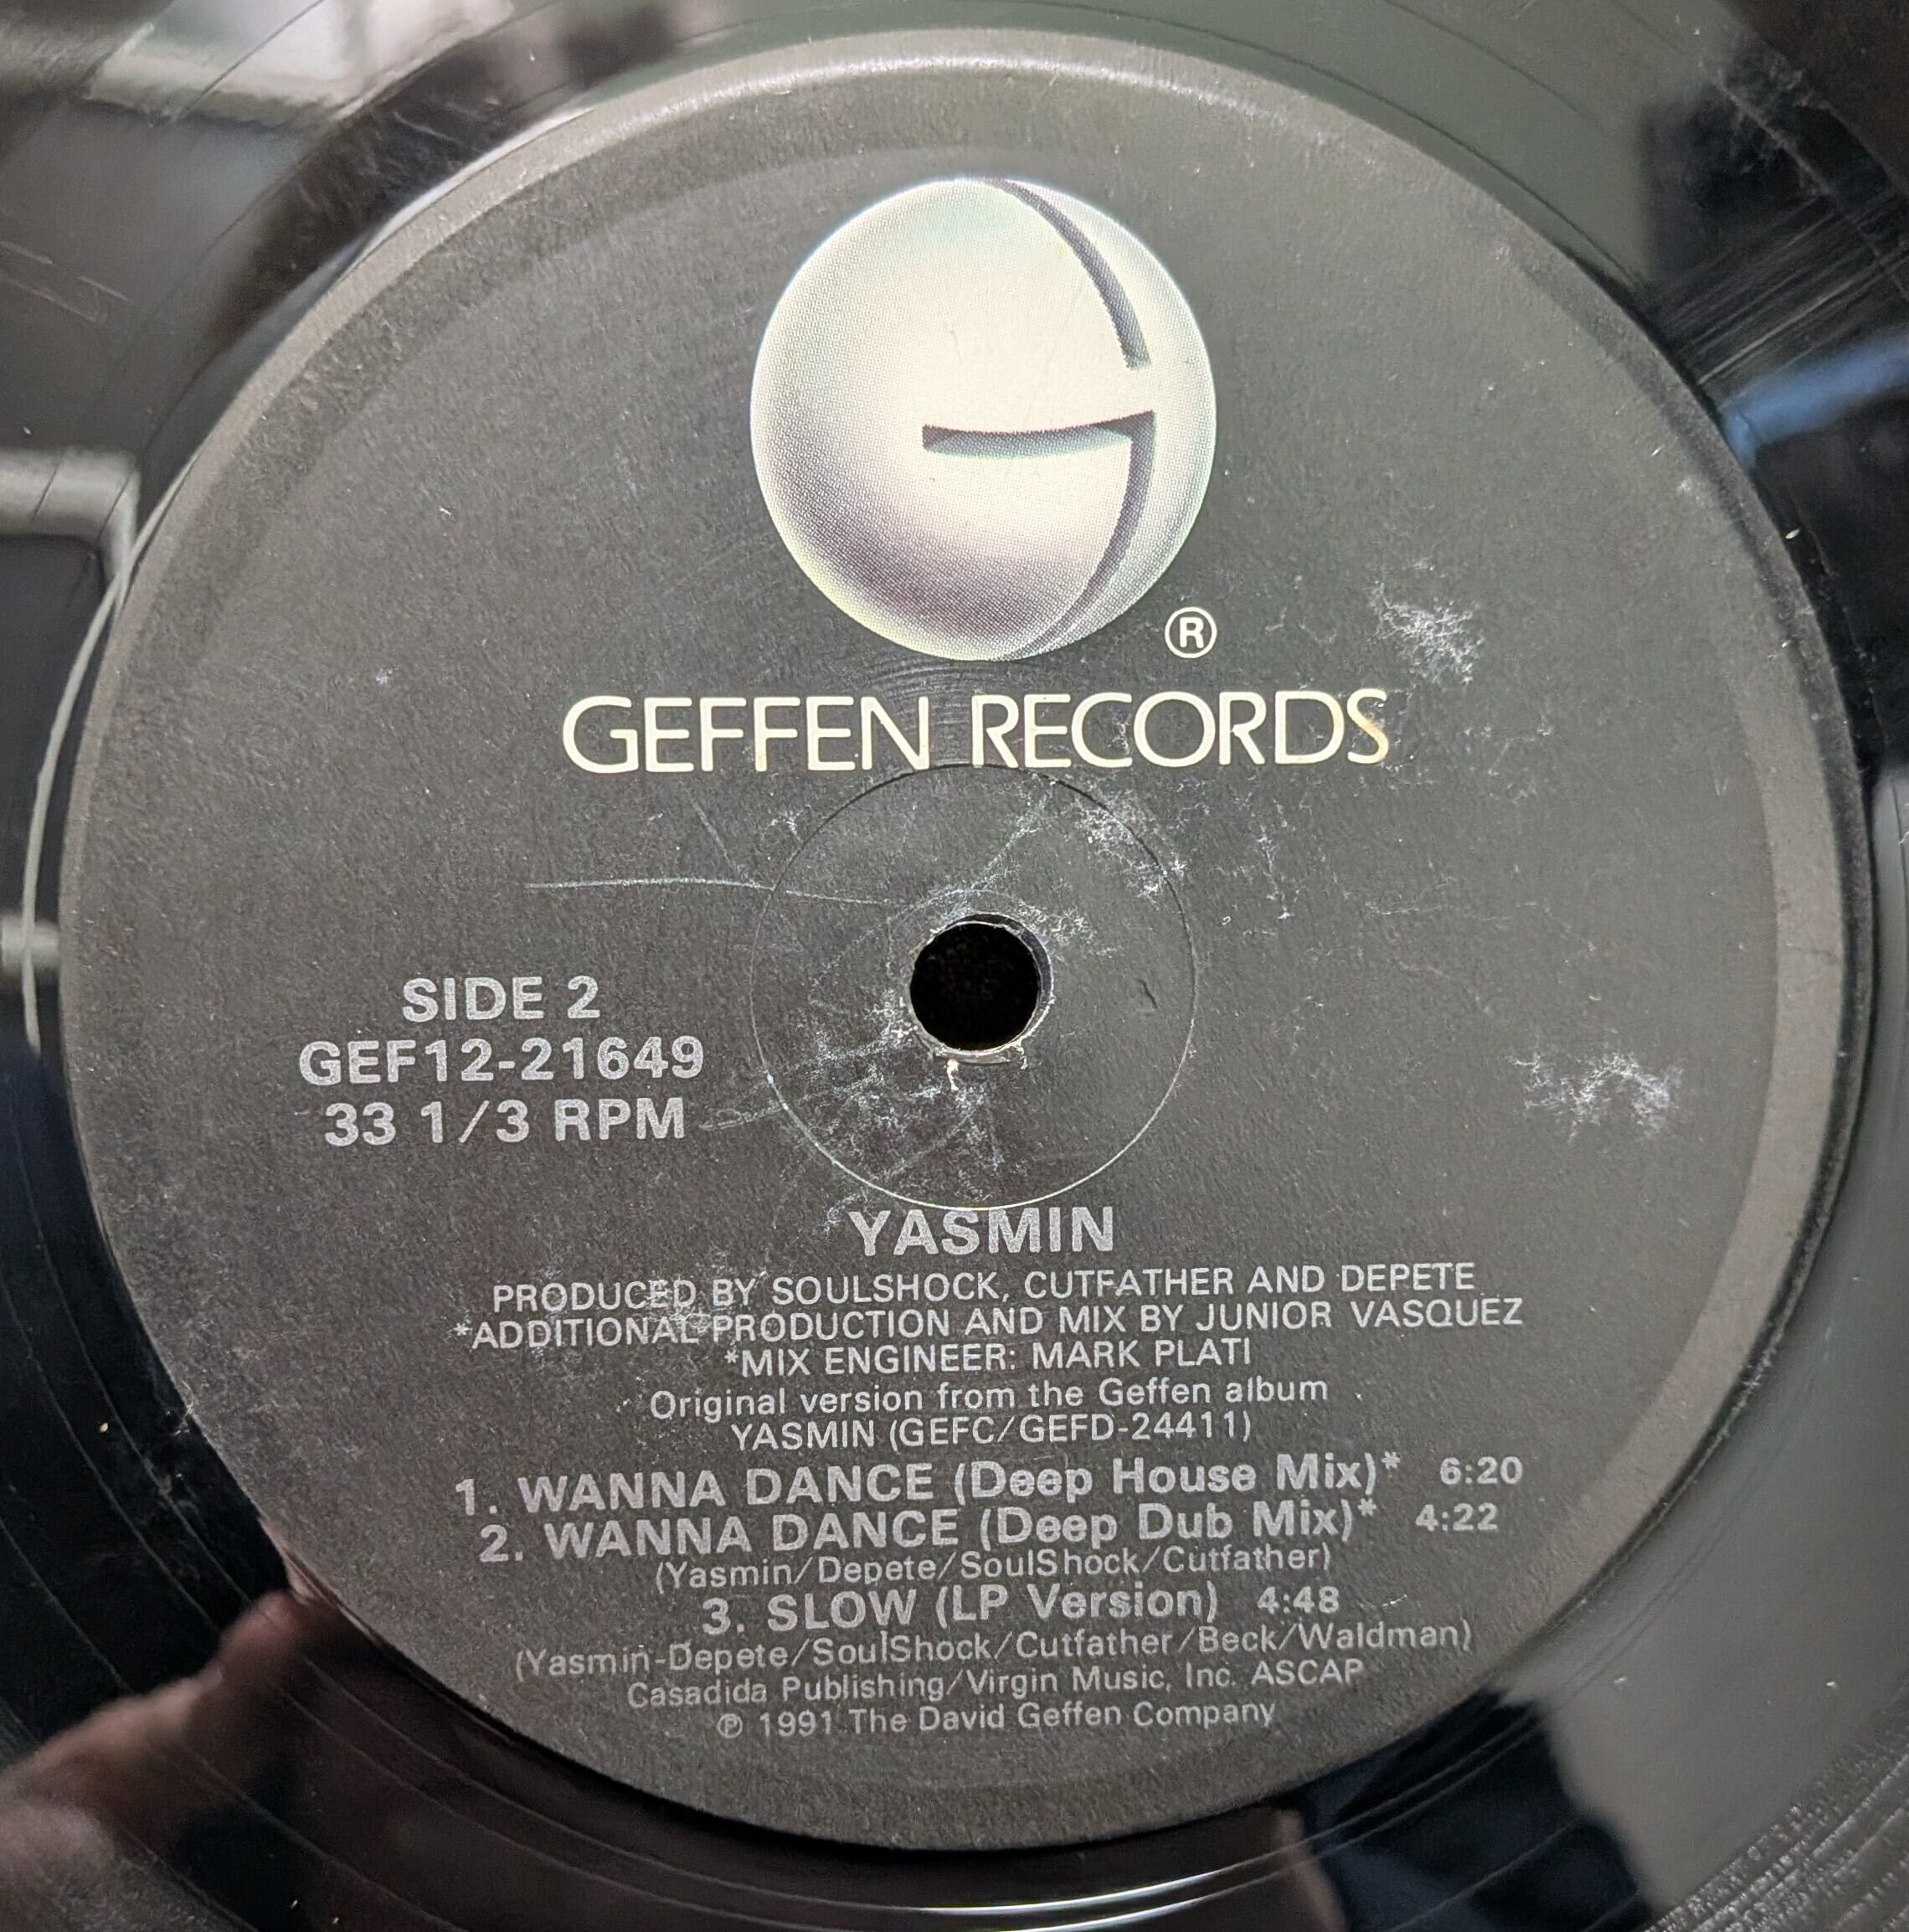 ®
GEFFEN RECORDS
SIDE 2
GEF12-21649
33 1/3 RPM
YASMIN
PRODUCED BY SOULSHOCK, CUTFATHER AND DEPETE
*ADDITIONAL PRODUCTION AND MIX BY JUNIOR VASQUEZ
*MIX ENGINEER: MARK PLATI
Original version from the Geffen album
YASMIN (GEFC/GEFD-24411)
1. WANNA DANCE (Deep House Mix)* 6:20
2. WANNA DANCE (Deep Dub Mix)* 4:22
(Yasmin/Depete/SoulShock/Cutfather)
3. SLOW (LP Version) 4:48
(Yasmin-Depete/SoulShock/Cutfather/Beck/Waldman)
Casadida Publishing/Virgin Music, Inc. ASCAP
℗ 1991 The David Geffen Company